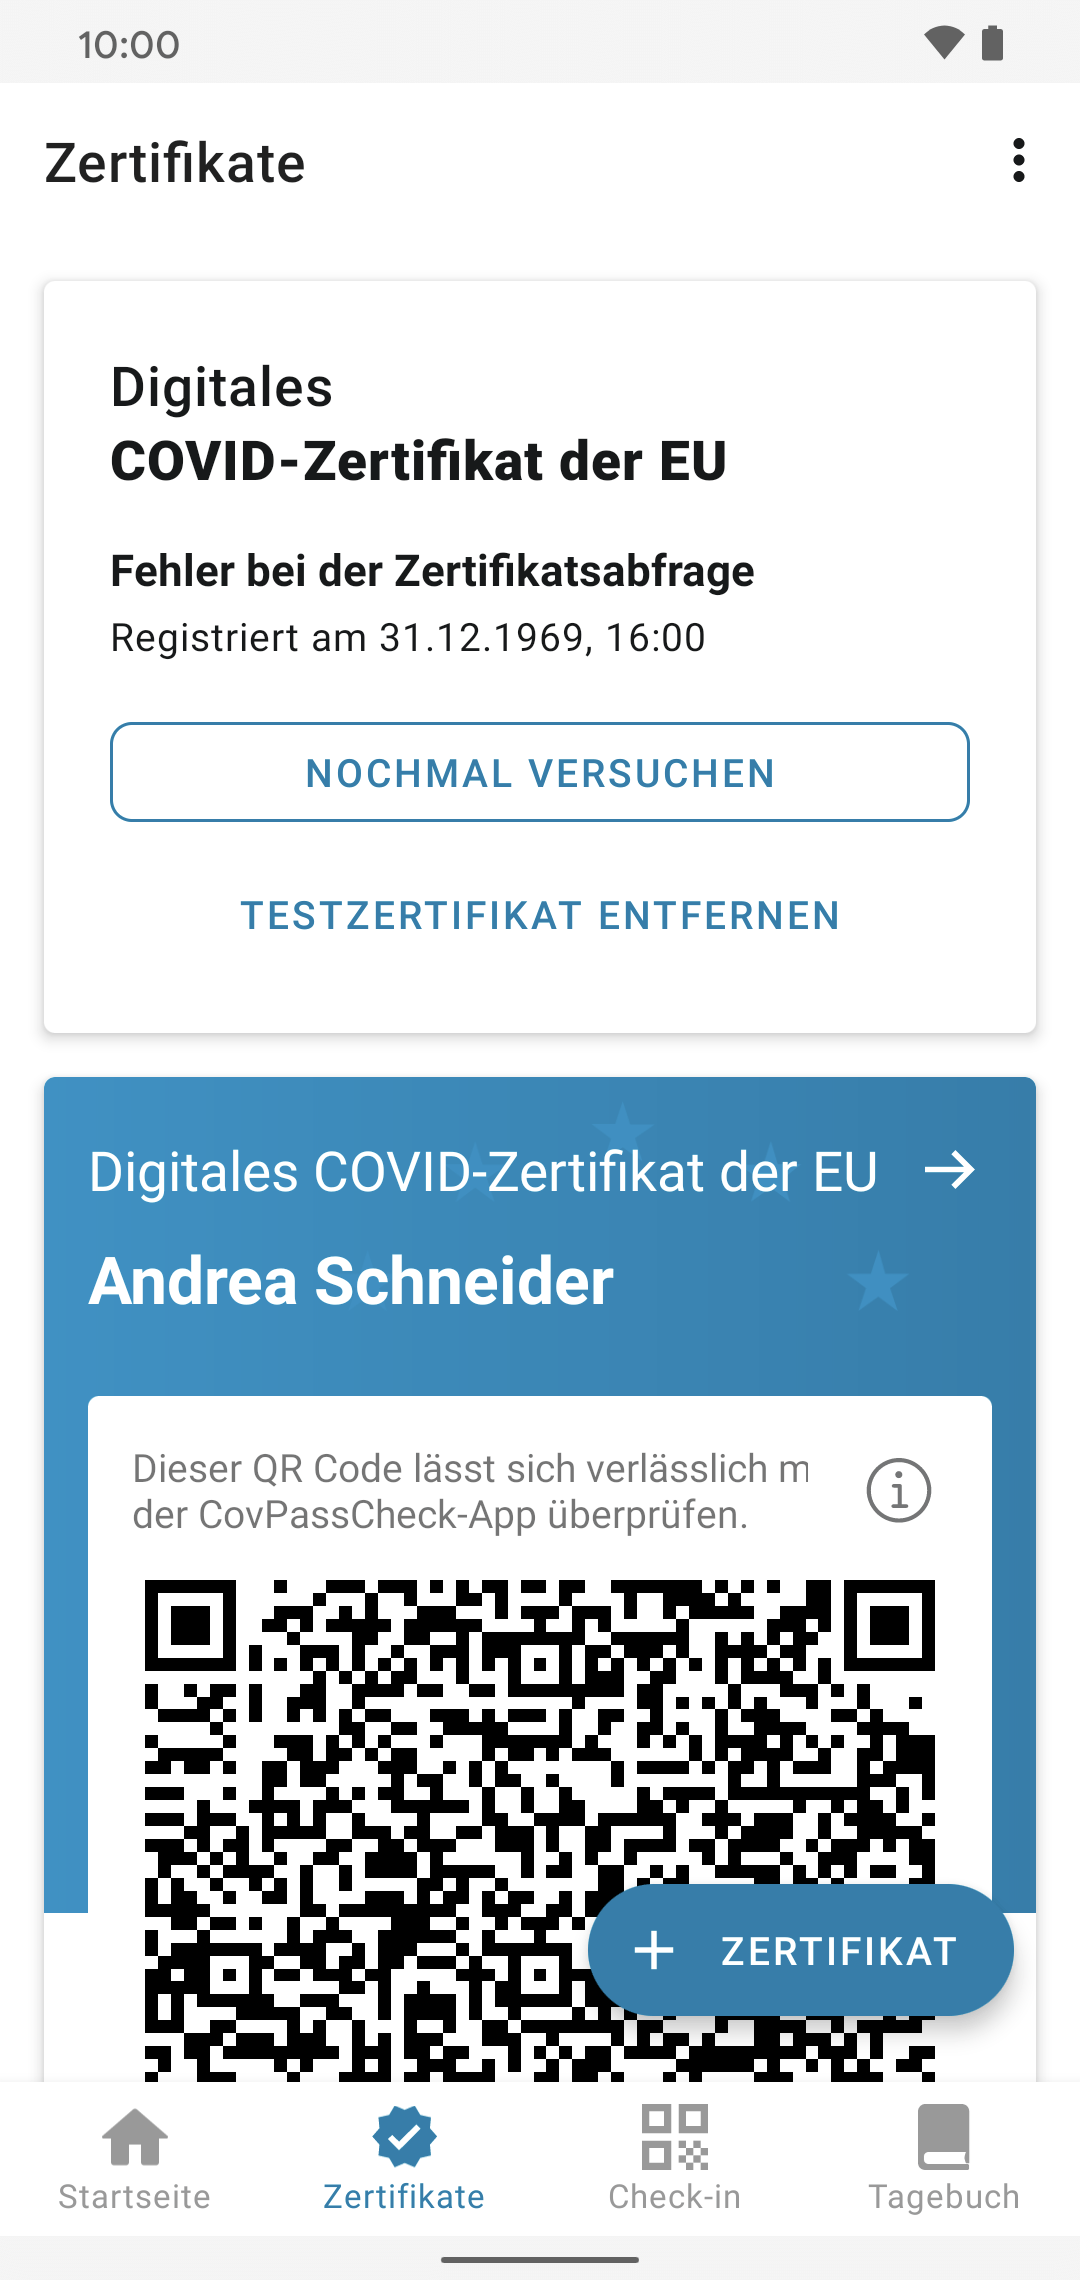 10:00
Zertifikate
Digitales
COVID-Zertifikat der EU
Fehler bei der Zertifikatsabfrage
Registriert am 31.12.1969, 16:00
NOCHMAL VERSUCHEN
TESTZERTIFIKAT ENTFERNEN
Digitales COVID-Zertifikat der EU
Andrea Schneider
Dieser QR Code lässt sich verlässlich m
der CovPassCheck-App überprüfen.
ZERTIFIKAT
Startseite
Zertifikate
Check-in
Tagebuch